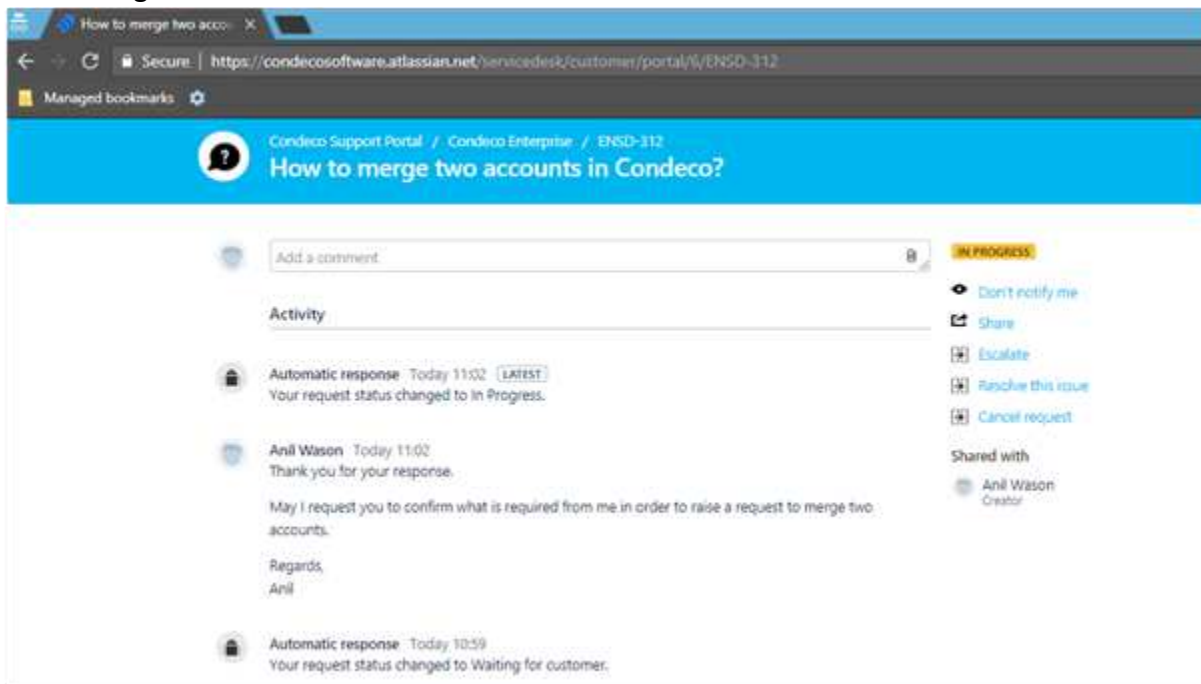 How to merge two acco
Secure | https://condecosoftware.atlassian.net/servicedesk/customer/portal/6/ENSD-312
Managed bookmarks
Condeco Support Portal / Condeco Enterprise / ENSD-312
How to merge two accounts in Condeco?
Add a comment
IN PROGRESS
Don't notify me
Activity
Share
Escalate
Automatic response Today 11:02 LATEST
Your request status changed to In Progress.
Resolve this issue
Cancel request
Anil Wason Today 11:02
Thank you for your response.
Shared with
Anil Wason
Creator
May I request you to confirm what is required from me in order to raise a request to merge two
accounts.
Regards,
Anil
Automatic response Today 10:59
Your request status changed to Waiting for customer.